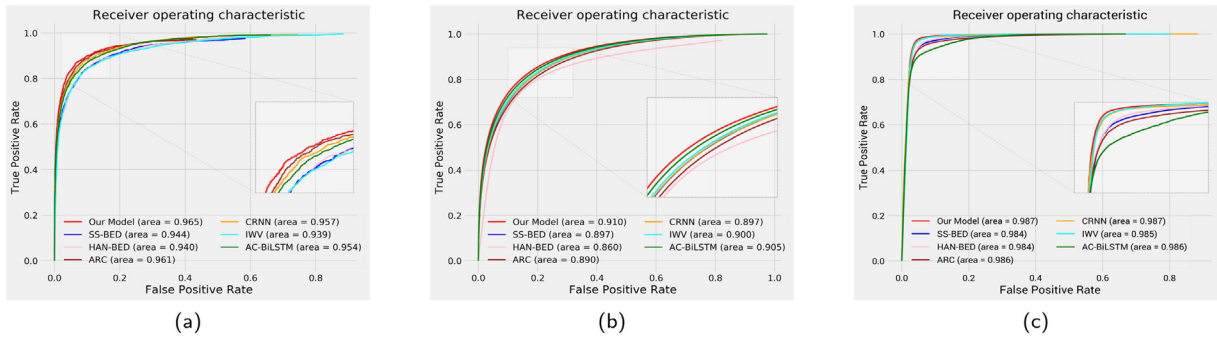 Receiver operating characteristic
True Positive Rate
1.0
0.8
0.6
0.4
0.2
0.0
Our Model (area = 0.965)
SS-BED (area = 0.944)
HAN-BED (area = 0.940)
ARC (area = 0.961)
CRNN (area = 0.957)
IWV (area = 0.939)
AC-BiLSTM (area = 0.954)
0.0 0.2 0.4 0.6 0.8
False Positive Rate
(a)
Receiver operating characteristic
True Positive Rate
1.0
0.8
0.6
0.4
0.2
0.0
Our Model (area = 0.910)
SS-BED (area = 0.897)
HAN-BED (area = 0.860)
ARC (area = 0.890)
CRNN (area = 0.897)
IWV (area = 0.900)
AC-BiLSTM (area = 0.905)
0.0 0.2 0.4 0.6 0.8 1.0
False Positive Rate
(b)
Receiver operating characteristic
True Positive Rate
1.0
0.8
0.6
0.4
0.2
0.0
Our Model (area = 0.987)
SS-BED (area = 0.984)
HAN-BED (area = 0.984)
ARC (area = 0.986)
CRNN (area = 0.987)
IWV (area = 0.985)
AC-BiLSTM (area = 0.986)
0.0 0.2 0.4 0.6 0.8
False Positive Rate
(c)